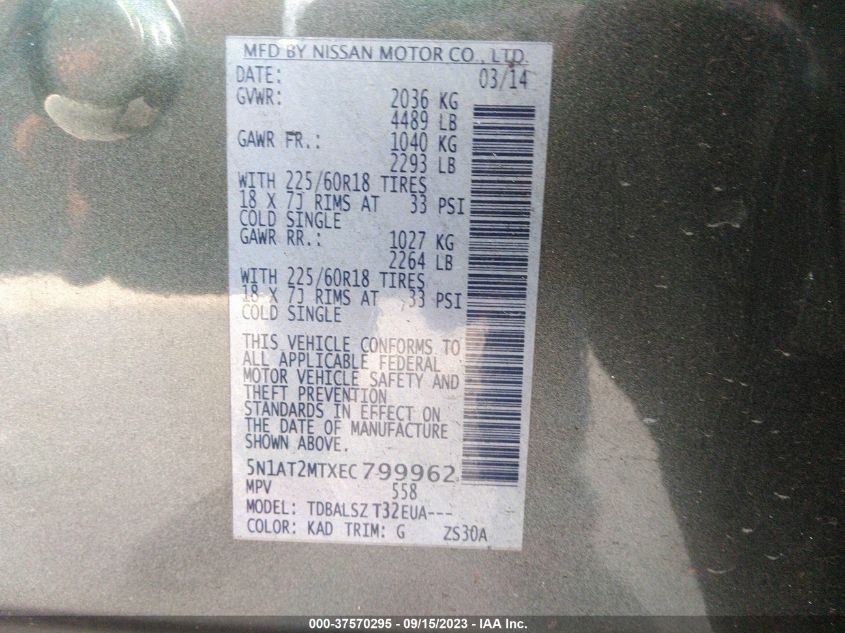 MFD BY NISSAN MOTOR CO., LTD.
DATE: 03/14
GVWR: 2036 KG
4489 LB
GAWR FR.: 1040 KG
2293 LB
WITH 225/60R18 TIRES
18 X 7J RIMS AT 33 PSI
COLD SINGLE
GAWR RR.: 1027 KG
2264 LB
WITH 225/60R18 TIRES
18 X 7J RIMS AT 33 PSI
COLD SINGLE
THIS VEHICLE CONFORMS TO
ALL APPLICABLE FEDERAL
MOTOR VEHICLE SAFETY AND
THEFT PREVENTION
STANDARDS IN EFFECT ON
THE DATE OF MANUFACTURE
SHOWN ABOVE.
5N1AT2MTXEC799962
MPV 558
MODEL: TDBALSZ T32EUA---
COLOR: KAD TRIM: G ZS30A
000-37570295 - 09/15/2023 - IAA Inc.